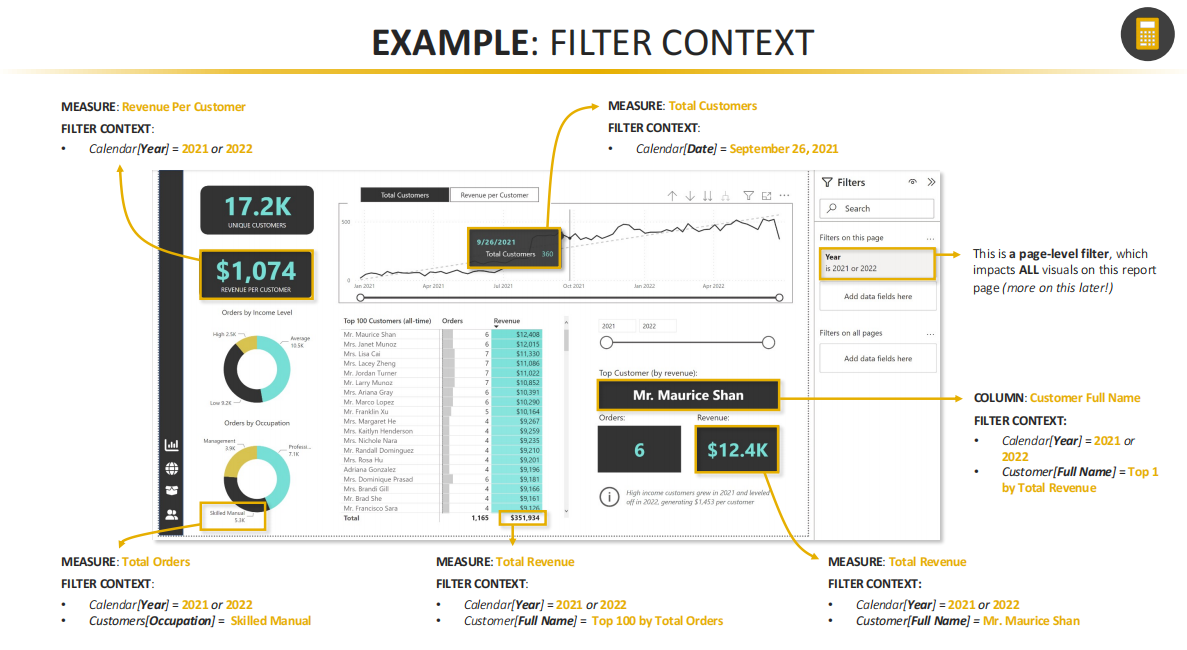 EXAMPLE: FILTER CONTEXT
MEASURE: Revenue Per Customer
FILTER CONTEXT:
• Calendar[Year] = 2021 or 2022
MEASURE: Total Customers
FILTER CONTEXT:
• Calendar[Date] = September 26, 2021
17.2K
UNIQUE CUSTOMERS
$1,074
REVENUE PER CUSTOMER
Total Customers
Revenue per Customer
500
0
9/26/2021
Total Customers 360
Jan 2021 Apr 2021 Jul 2021 Oct 2021 Jan 2022 Apr 2022
Orders by Income Level
High 2.5K
Average
10.5K
Low 9.2K
Orders by Occupation
Management
3.9K
Professi...
7.1K
Skilled Manual
5.3K
Top 100 Customers (all-time) Orders Revenue
Mr. Maurice Shan 6 $12,408
Mrs. Janet Munoz 6 $12,015
Mrs. Lisa Cai 7 $11,330
Mrs. Lacey Zheng 7 $11,086
Mr. Jordan Turner 7 $11,022
Mr. Larry Munoz 7 $10,852
Mrs. Ariana Gray 6 $10,391
Mr. Marco Lopez 6 $10,290
Mr. Franklin Xu 5 $10,164
Mrs. Margaret He 4 $9,267
Mrs. Kaitlyn Henderson 4 $9,259
Mrs. Nichole Nara 4 $9,235
Mr. Randall Dominguez 4 $9,210
Mrs. Rosa Hu 4 $9,201
Adriana Gonzalez 4 $9,196
Mrs. Dominique Prasad 6 $9,181
Mrs. Brandi Gill 4 $9,166
Mr. Brad She 4 $9,161
Mr. Francisco Sara 4 $9,126
Total 1,165 $351,934
2021 2022
Top Customer (by revenue):
Mr. Maurice Shan
Orders: Revenue:
6 $12.4K
High income customers grew in 2021 and leveled
off in 2022, generating $1,453 per customer
Filters
Search
Filters on this page ...
Year
is 2021 or 2022
Add data fields here
Filters on all pages ...
Add data fields here
This is a page-level filter, which
impacts ALL visuals on this report
page (more on this later!)
COLUMN: Customer Full Name
FILTER CONTEXT:
• Calendar[Year] = 2021 or
2022
• Customer[Full Name] = Top 1
by Total Revenue
MEASURE: Total Orders
FILTER CONTEXT:
• Calendar[Year] = 2021 or 2022
• Customers[Occupation] = Skilled Manual
MEASURE: Total Revenue
FILTER CONTEXT:
• Calendar[Year] = 2021 or 2022
• Customer[Full Name] = Top 100 by Total Orders
MEASURE: Total Revenue
FILTER CONTEXT:
• Calendar[Year] = 2021 or 2022
• Customer[Full Name] = Mr. Maurice Shan